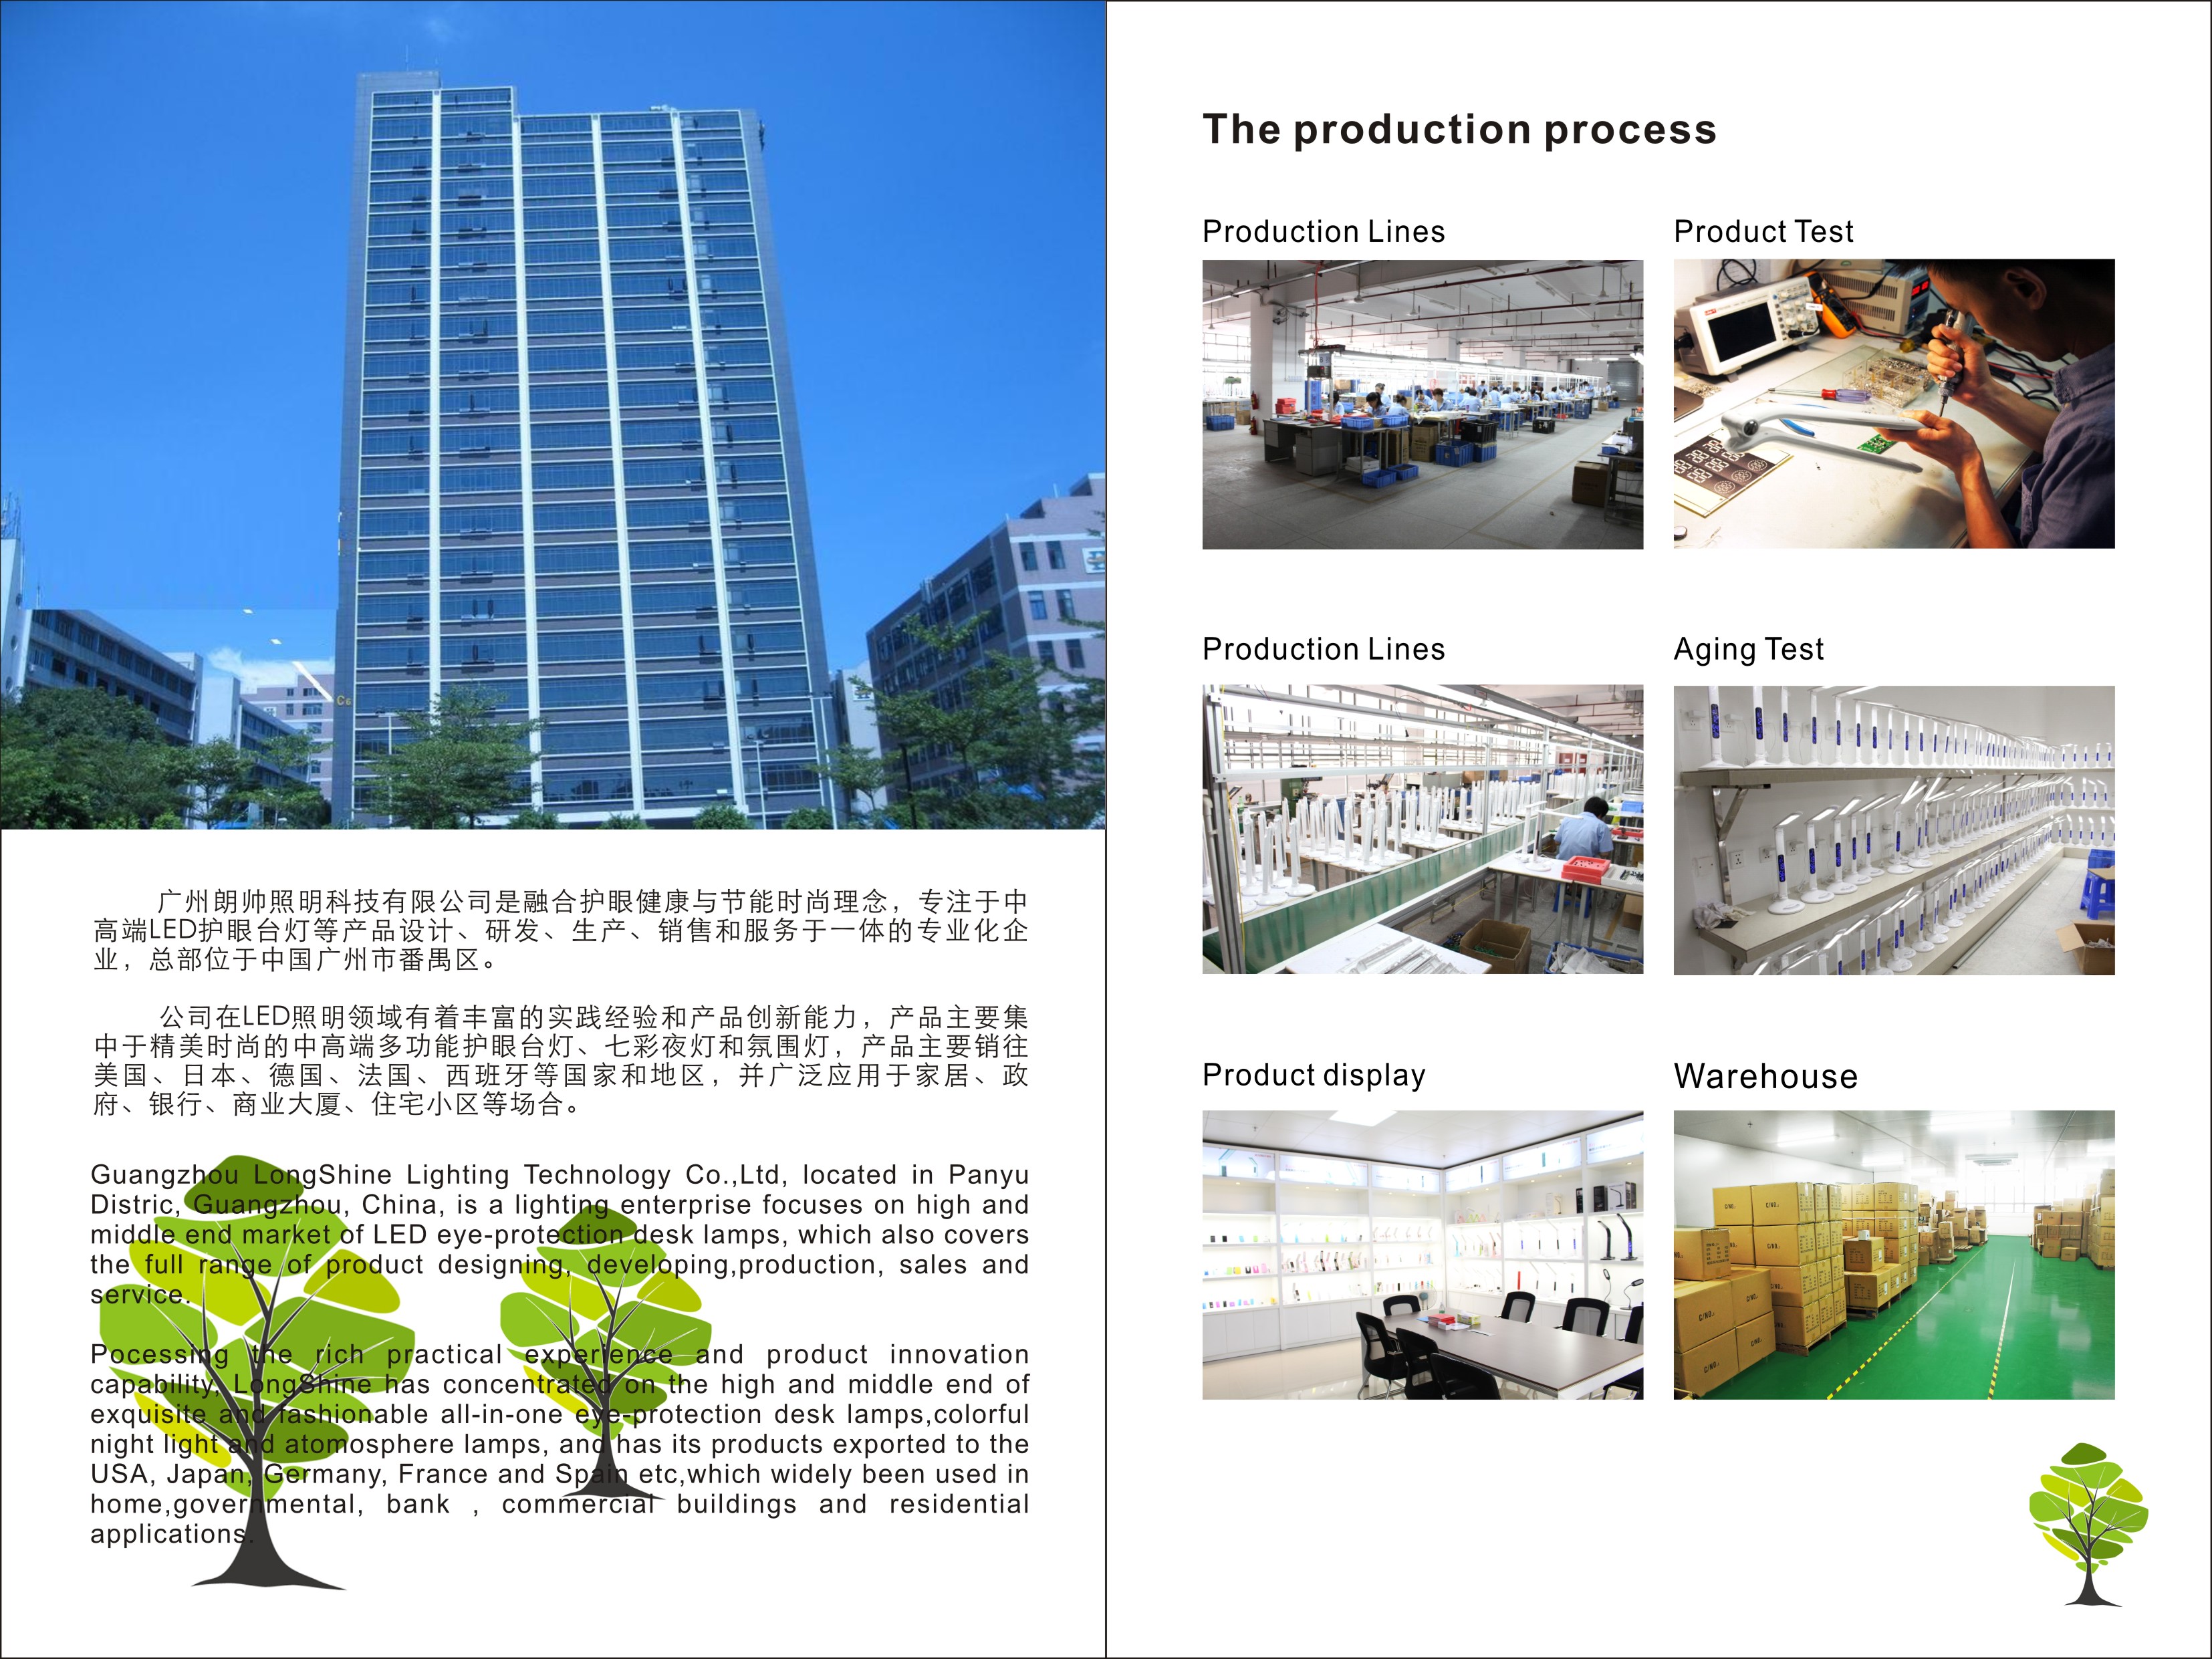 广州朗帅照明科技有限公司是融合护眼健康与节能时尚理念，专注于中
高端LED护眼台灯等产品设计、研发、生产、销售和服务于一体的专业化企
业，总部位于中国广州市番禺区。
公司在LED照明领域有着丰富的实践经验和产品创新能力，产品主要集
中于精美时尚的中高端多功能护眼台灯、七彩夜灯和氛围灯，产品主要销往
美国、日本、德国、法国、西班牙等国家和地区，并广泛应用于家居、政
府、银行、商业大厦、住宅小区等场合。
Guangzhou LongShine Lighting Technology Co.,Ltd, located in Panyu
Distric, Guangzhou, China, is a lighting enterprise focuses on high and
middle end market of LED eye-protection desk lamps, which also covers
the full range of product designing, developing,production, sales and
service.
Pocessing the rich practical experience and product innovation
capability, LongShine has concentrated on the high and middle end of
exquisite and fashionable all-in-one eye-protection desk lamps,colorful
night light and atomosphere lamps, and has its products exported to the
USA, Japan, Germany, France and Spain etc,which widely been used in
home,governmental, bank , commercial buildings and residential
applications.
The production process
Production Lines
Product Test
Production Lines
Aging Test
Product display
Warehouse
C/NO.
C/NO.
C/NO.
C/NO.
C/NO.
C/NO.